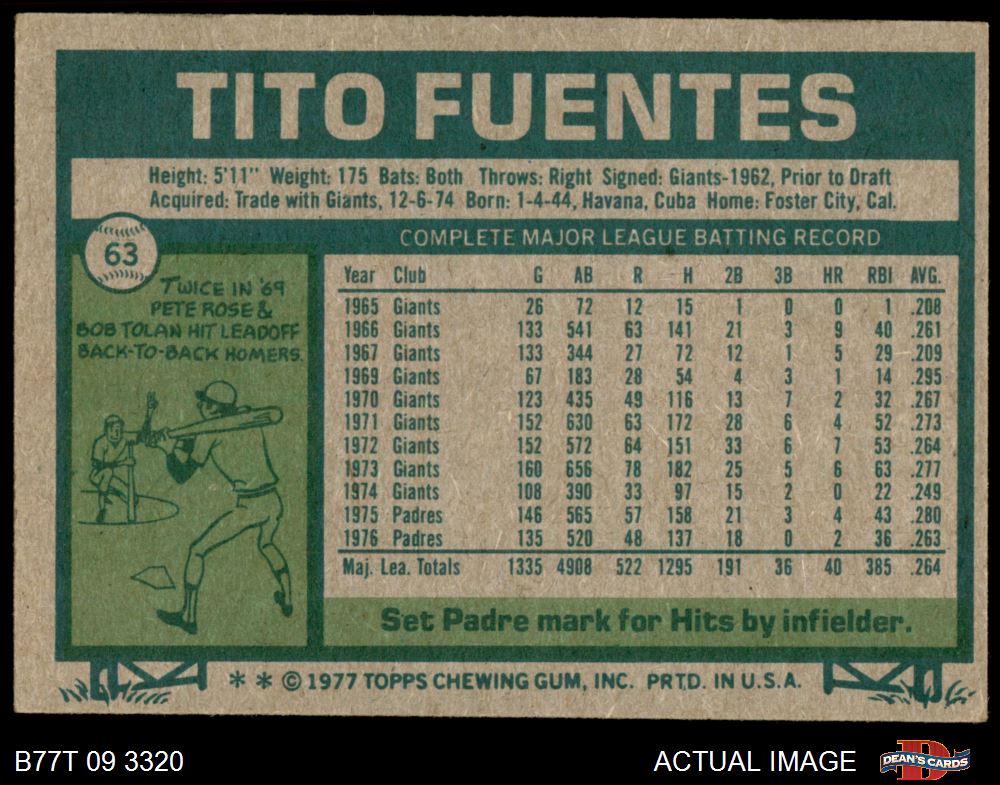 TITO FUENTES
Height: 5'11" Weight: 175 Bats: Both Throws: Right Signed: Giants-1962, Prior to Draft
Acquired: Trade with Giants, 12-6-74 Born: 1-4-44, Havana, Cuba Home: Foster City, Cal.
63
TWICE IN '69
PETE ROSE &
BOB TOLAN HIT LEADOFF
BACK-TO-BACK HOMERS.
COMPLETE MAJOR LEAGUE BATTING RECORD
Year Club G AB R H 2B 3B HR RBI AVG.
1965 Giants 26 72 12 15 1 0 0 1 .208
1966 Giants 133 541 63 141 21 3 9 40 .261
1967 Giants 133 344 27 72 12 1 5 29 .209
1969 Giants 67 183 28 54 4 3 1 14 .295
1970 Giants 123 435 49 116 13 7 2 32 .267
1971 Giants 152 630 63 172 28 6 4 52 .273
1972 Giants 152 572 64 151 33 6 7 53 .264
1973 Giants 160 656 78 182 25 5 6 63 .277
1974 Giants 108 390 33 97 15 2 0 22 .249
1975 Padres 146 565 57 158 21 3 4 43 .280
1976 Padres 135 520 48 137 18 0 2 36 .263
Maj. Lea. Totals 1335 4908 522 1295 191 36 40 385 .264
Set Padre mark for Hits by infielder.
* * © 1977 TOPPS CHEWING GUM, INC. PRTD. IN U.S.A.
B77T 09 3320
ACTUAL IMAGE
D
DEAN'S CARDS